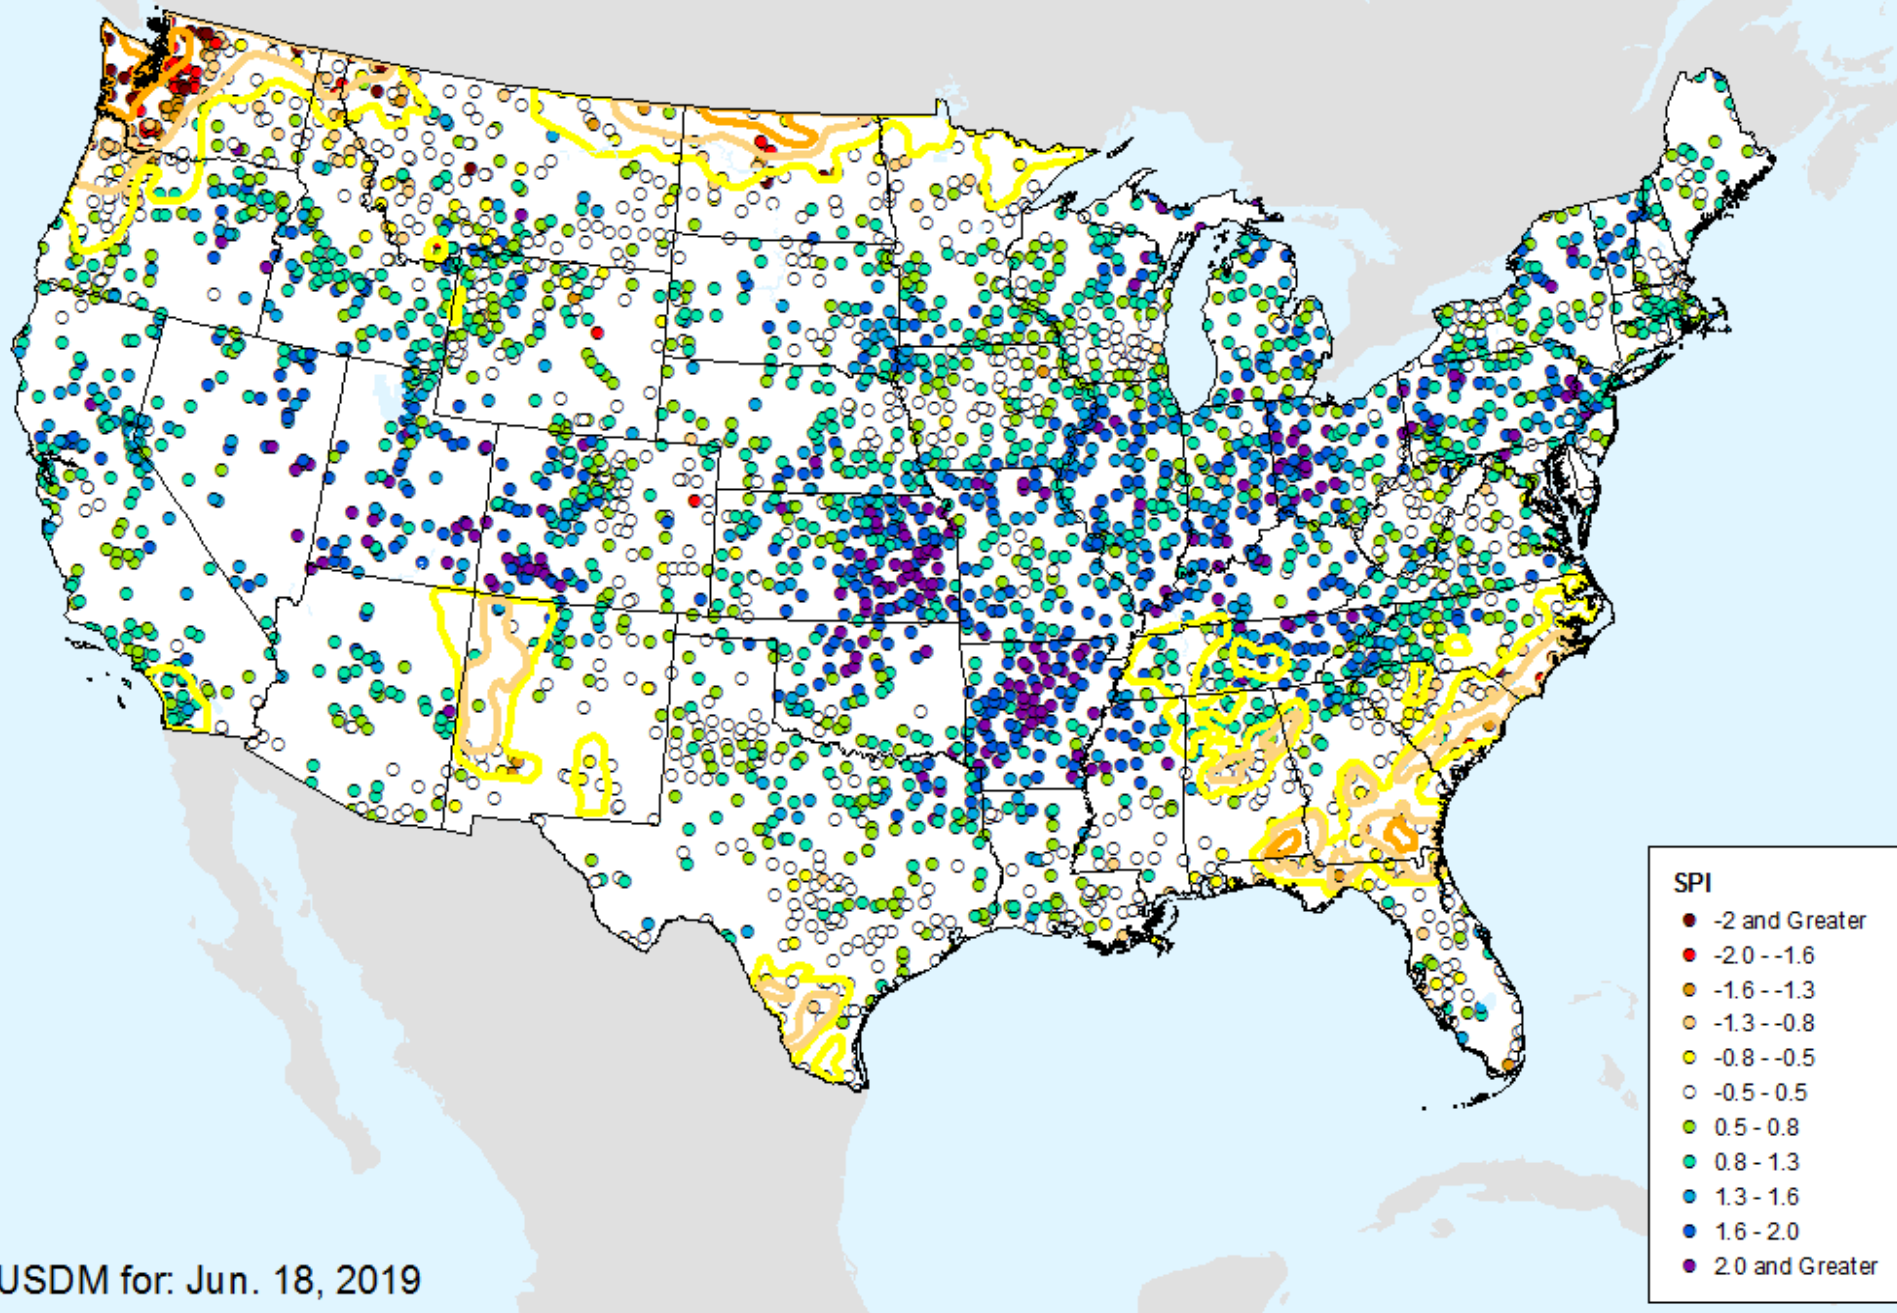 SPI
-2 and Greater
-2.0 - -1.6
-1.6 - -1.3
-1.3 - -0.8
-0.8 - -0.5
-0.5 - 0.5
0.5 - 0.8
0.8 - 1.3
1.3 - 1.6
1.6 - 2.0
2.0 and Greater
USDM for: Jun. 18, 2019